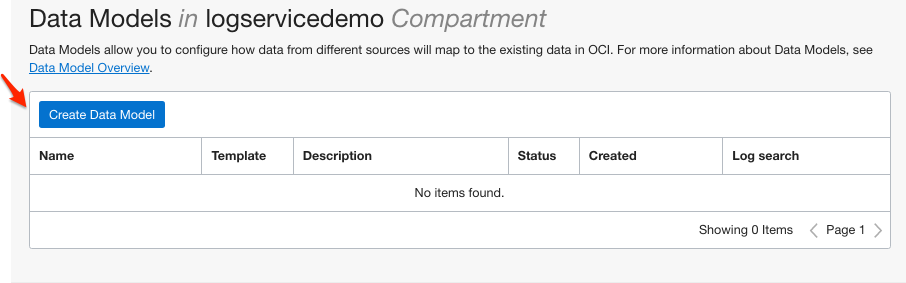 Data Models in logservicedemo Compartment
Data Models allow you to configure how data from different sources will map to the existing data in OCI. For more information about Data Models, see
Data Model Overview.
Create Data Model
Name Template Description Status Created Log search
No items found.
Showing 0 Items Page 1